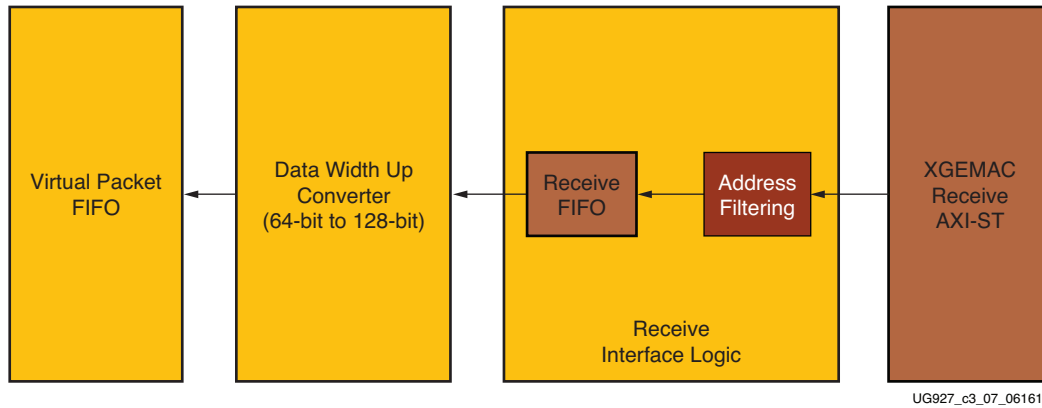 Virtual Packet
FIFO
Data Width Up
Converter
(64-bit to 128-bit)
Receive
FIFO
Address
Filtering
Receive
Interface Logic
XGEMAC
Receive
AXI-ST
UG927_c3_07_06161